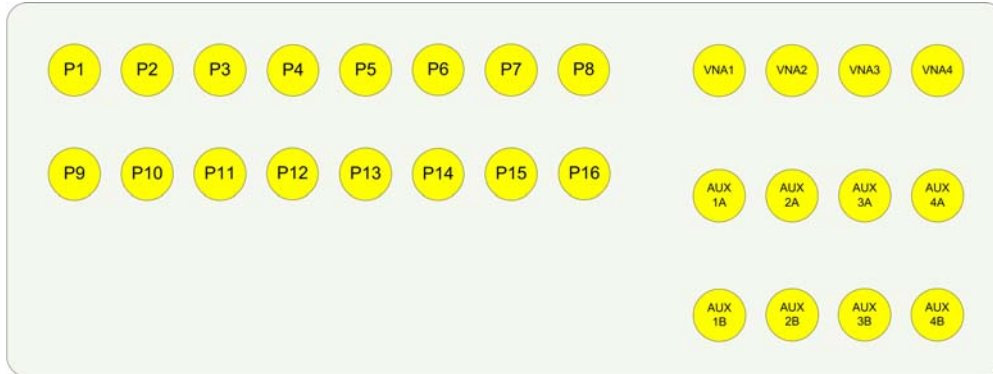 P1 P2 P3 P4 P5 P6 P7 P8
VNA1 VNA2 VNA3 VNA4
P9 P10 P11 P12 P13 P14 P15 P16
AUX AUX AUX AUX
1A 2A 3A 4A
AUX AUX AUX AUX
1B 2B 3B 4B